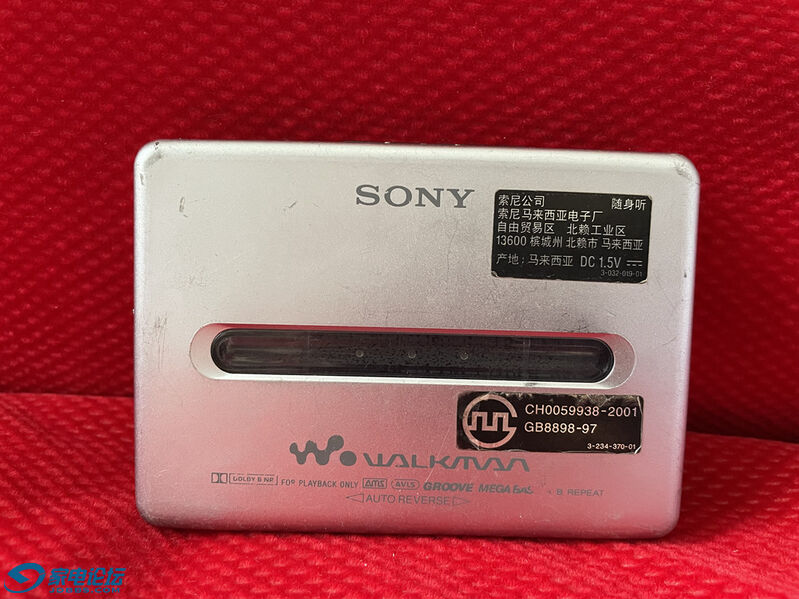 SONY
索尼公司 随身听
索尼马来西亚电子厂
自由贸易区 北赖工业区
13600 槟城州 北赖市 马来西亚
产地: 马来西亚 DC 1.5V
3-032-019-01
CH0059938-2001
GB8898-97
3-234-370-01
WALKMAN
DOLBY B NR FOR PLAYBACK ONLY AMS AVLS GROOVE MEGA BAS B REPEAT
AUTO REVERSE
家电论坛